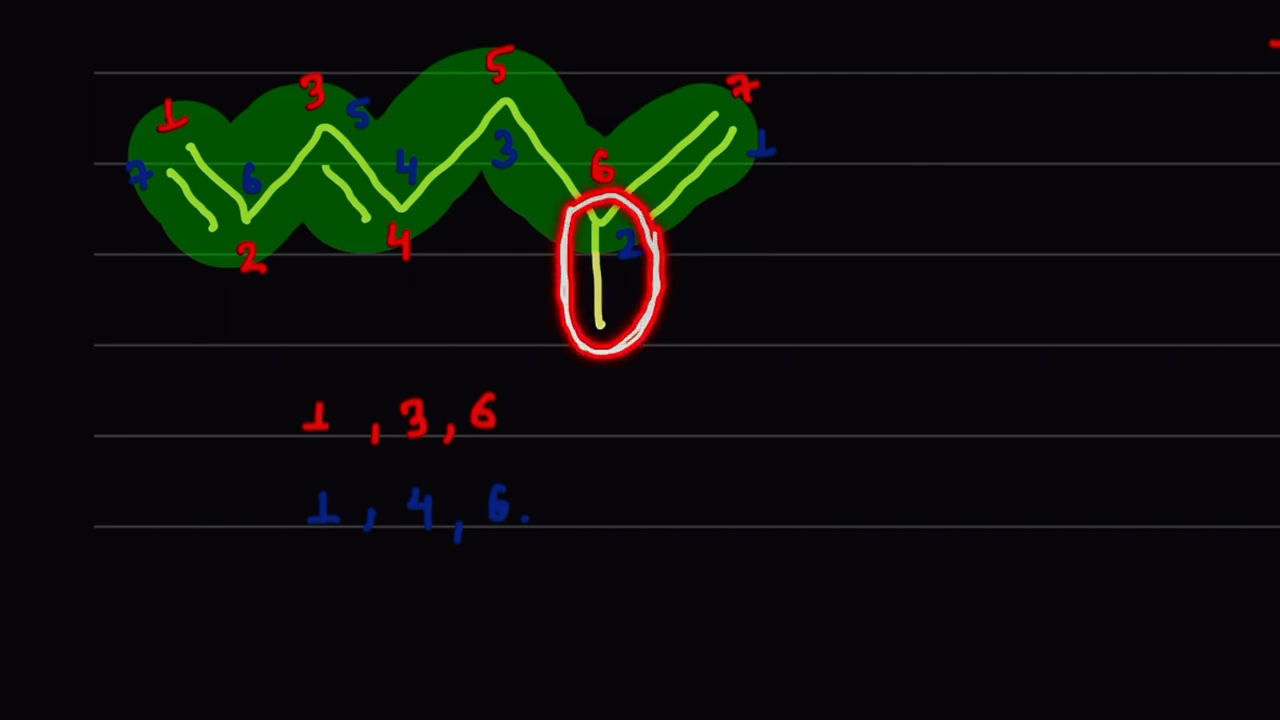 1 2 3 4 5 6 7
7 6 5 4 3 2 1
1 , 3 , 6
1 , 4 , 6 .